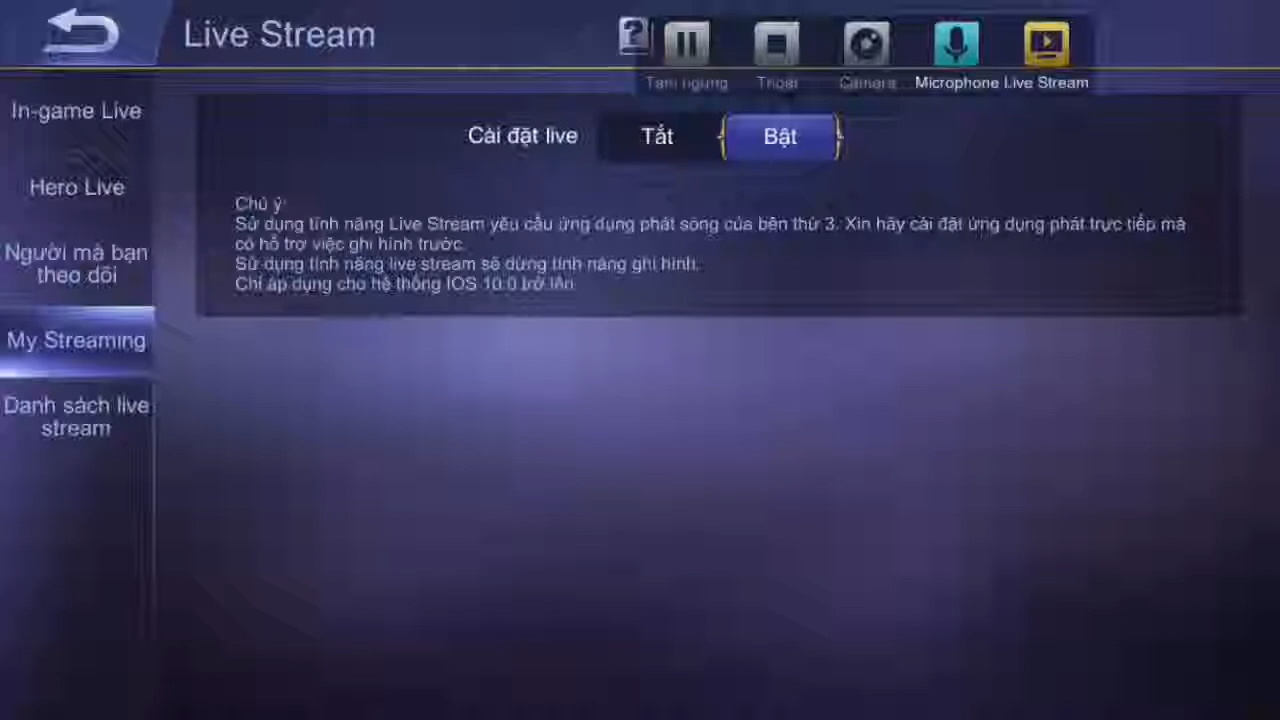 Live Stream
?
Tạm ngừng
Thoát
Camera
Microphone
Live Stream
In-game Live
Hero Live
Người mà bạn
theo dõi
My Streaming
Danh sách live
stream
Cài đặt live
Tắt
Bật
Chú ý
Sử dụng tính năng Live Stream yêu cầu ứng dụng phát sóng của bên thứ 3. Xin hãy cài đặt ứng dụng phát trực tiếp mà
có hỗ trợ việc ghi hình trước.
Sử dụng tính năng live stream sẽ dừng tính năng ghi hình.
Chỉ áp dụng cho hệ thống IOS 10.0 trở lên